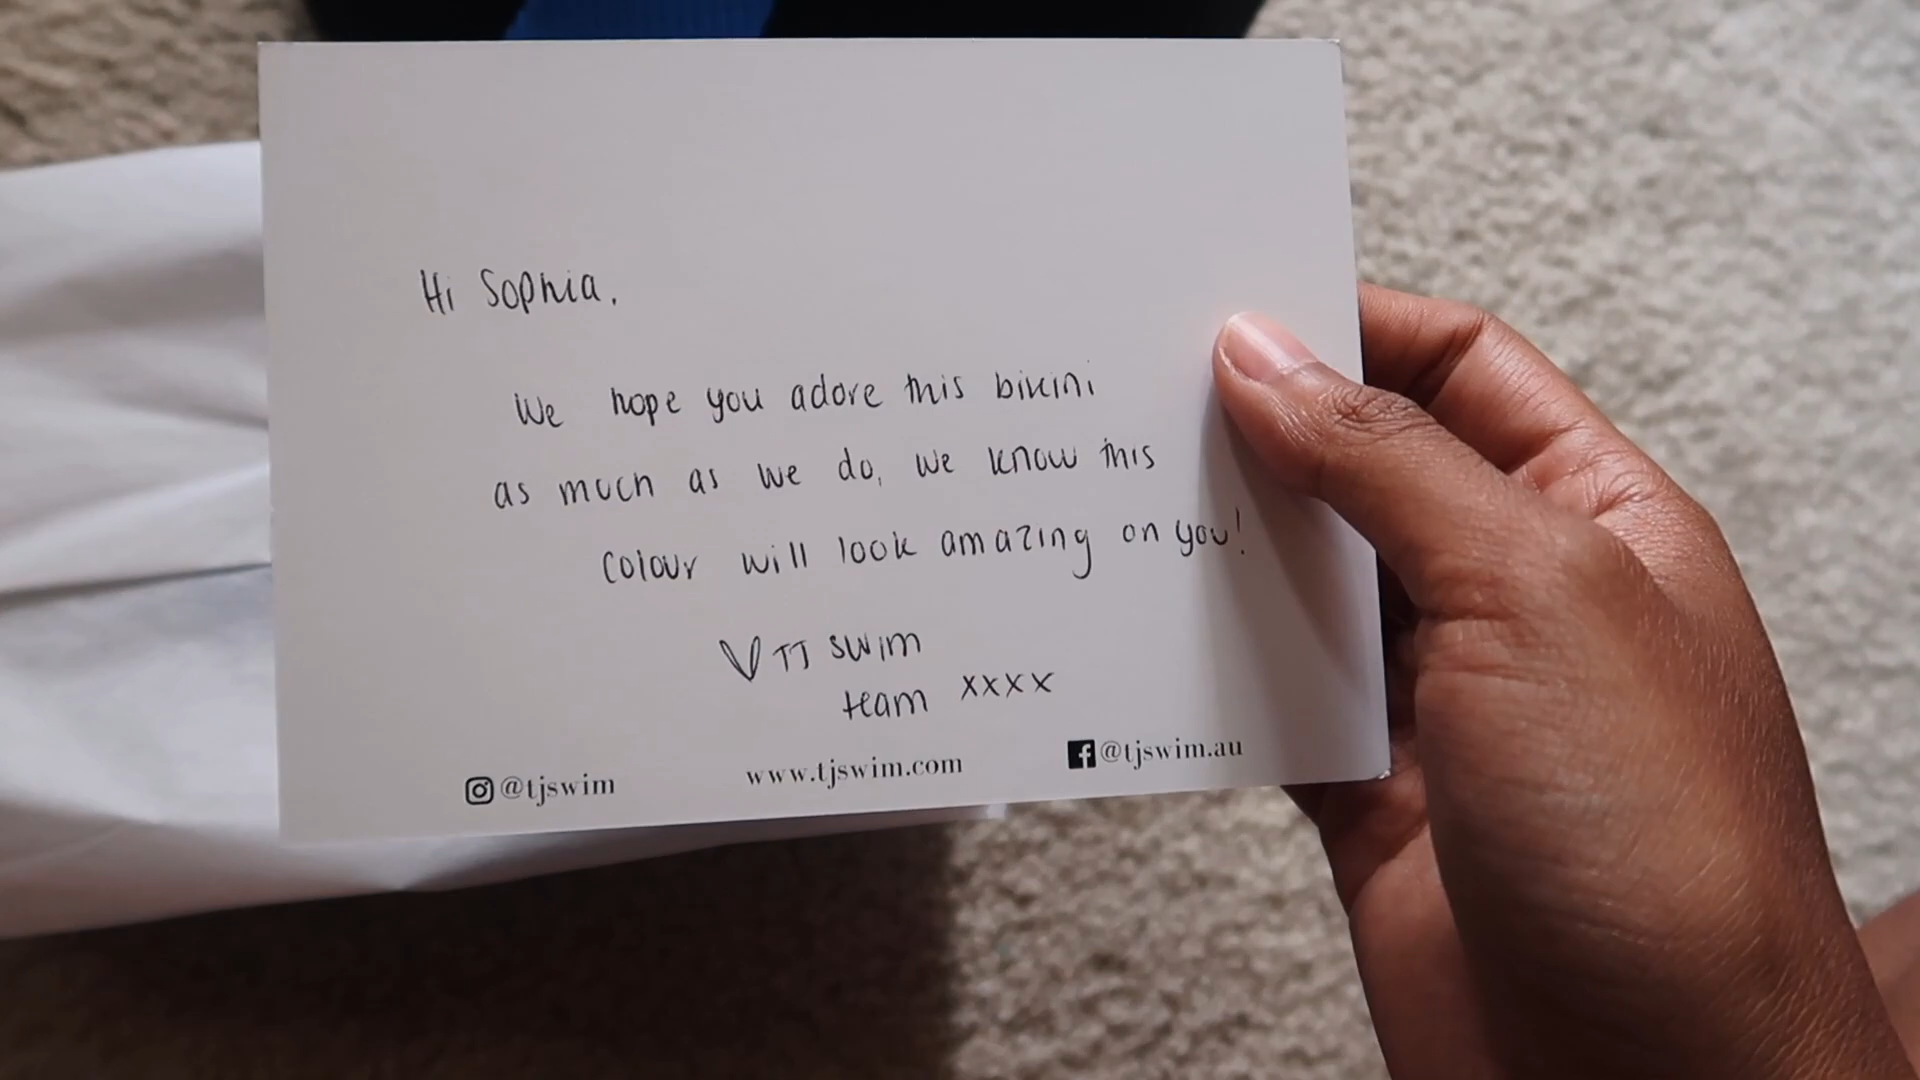 Hi Sophia,
We hope you adore this bikini
as much as we do, we know this
colour will look amazing on you!
♡ TJ SWIM
team xxxx
@tjswim www.tjswim.com @tjswim.au